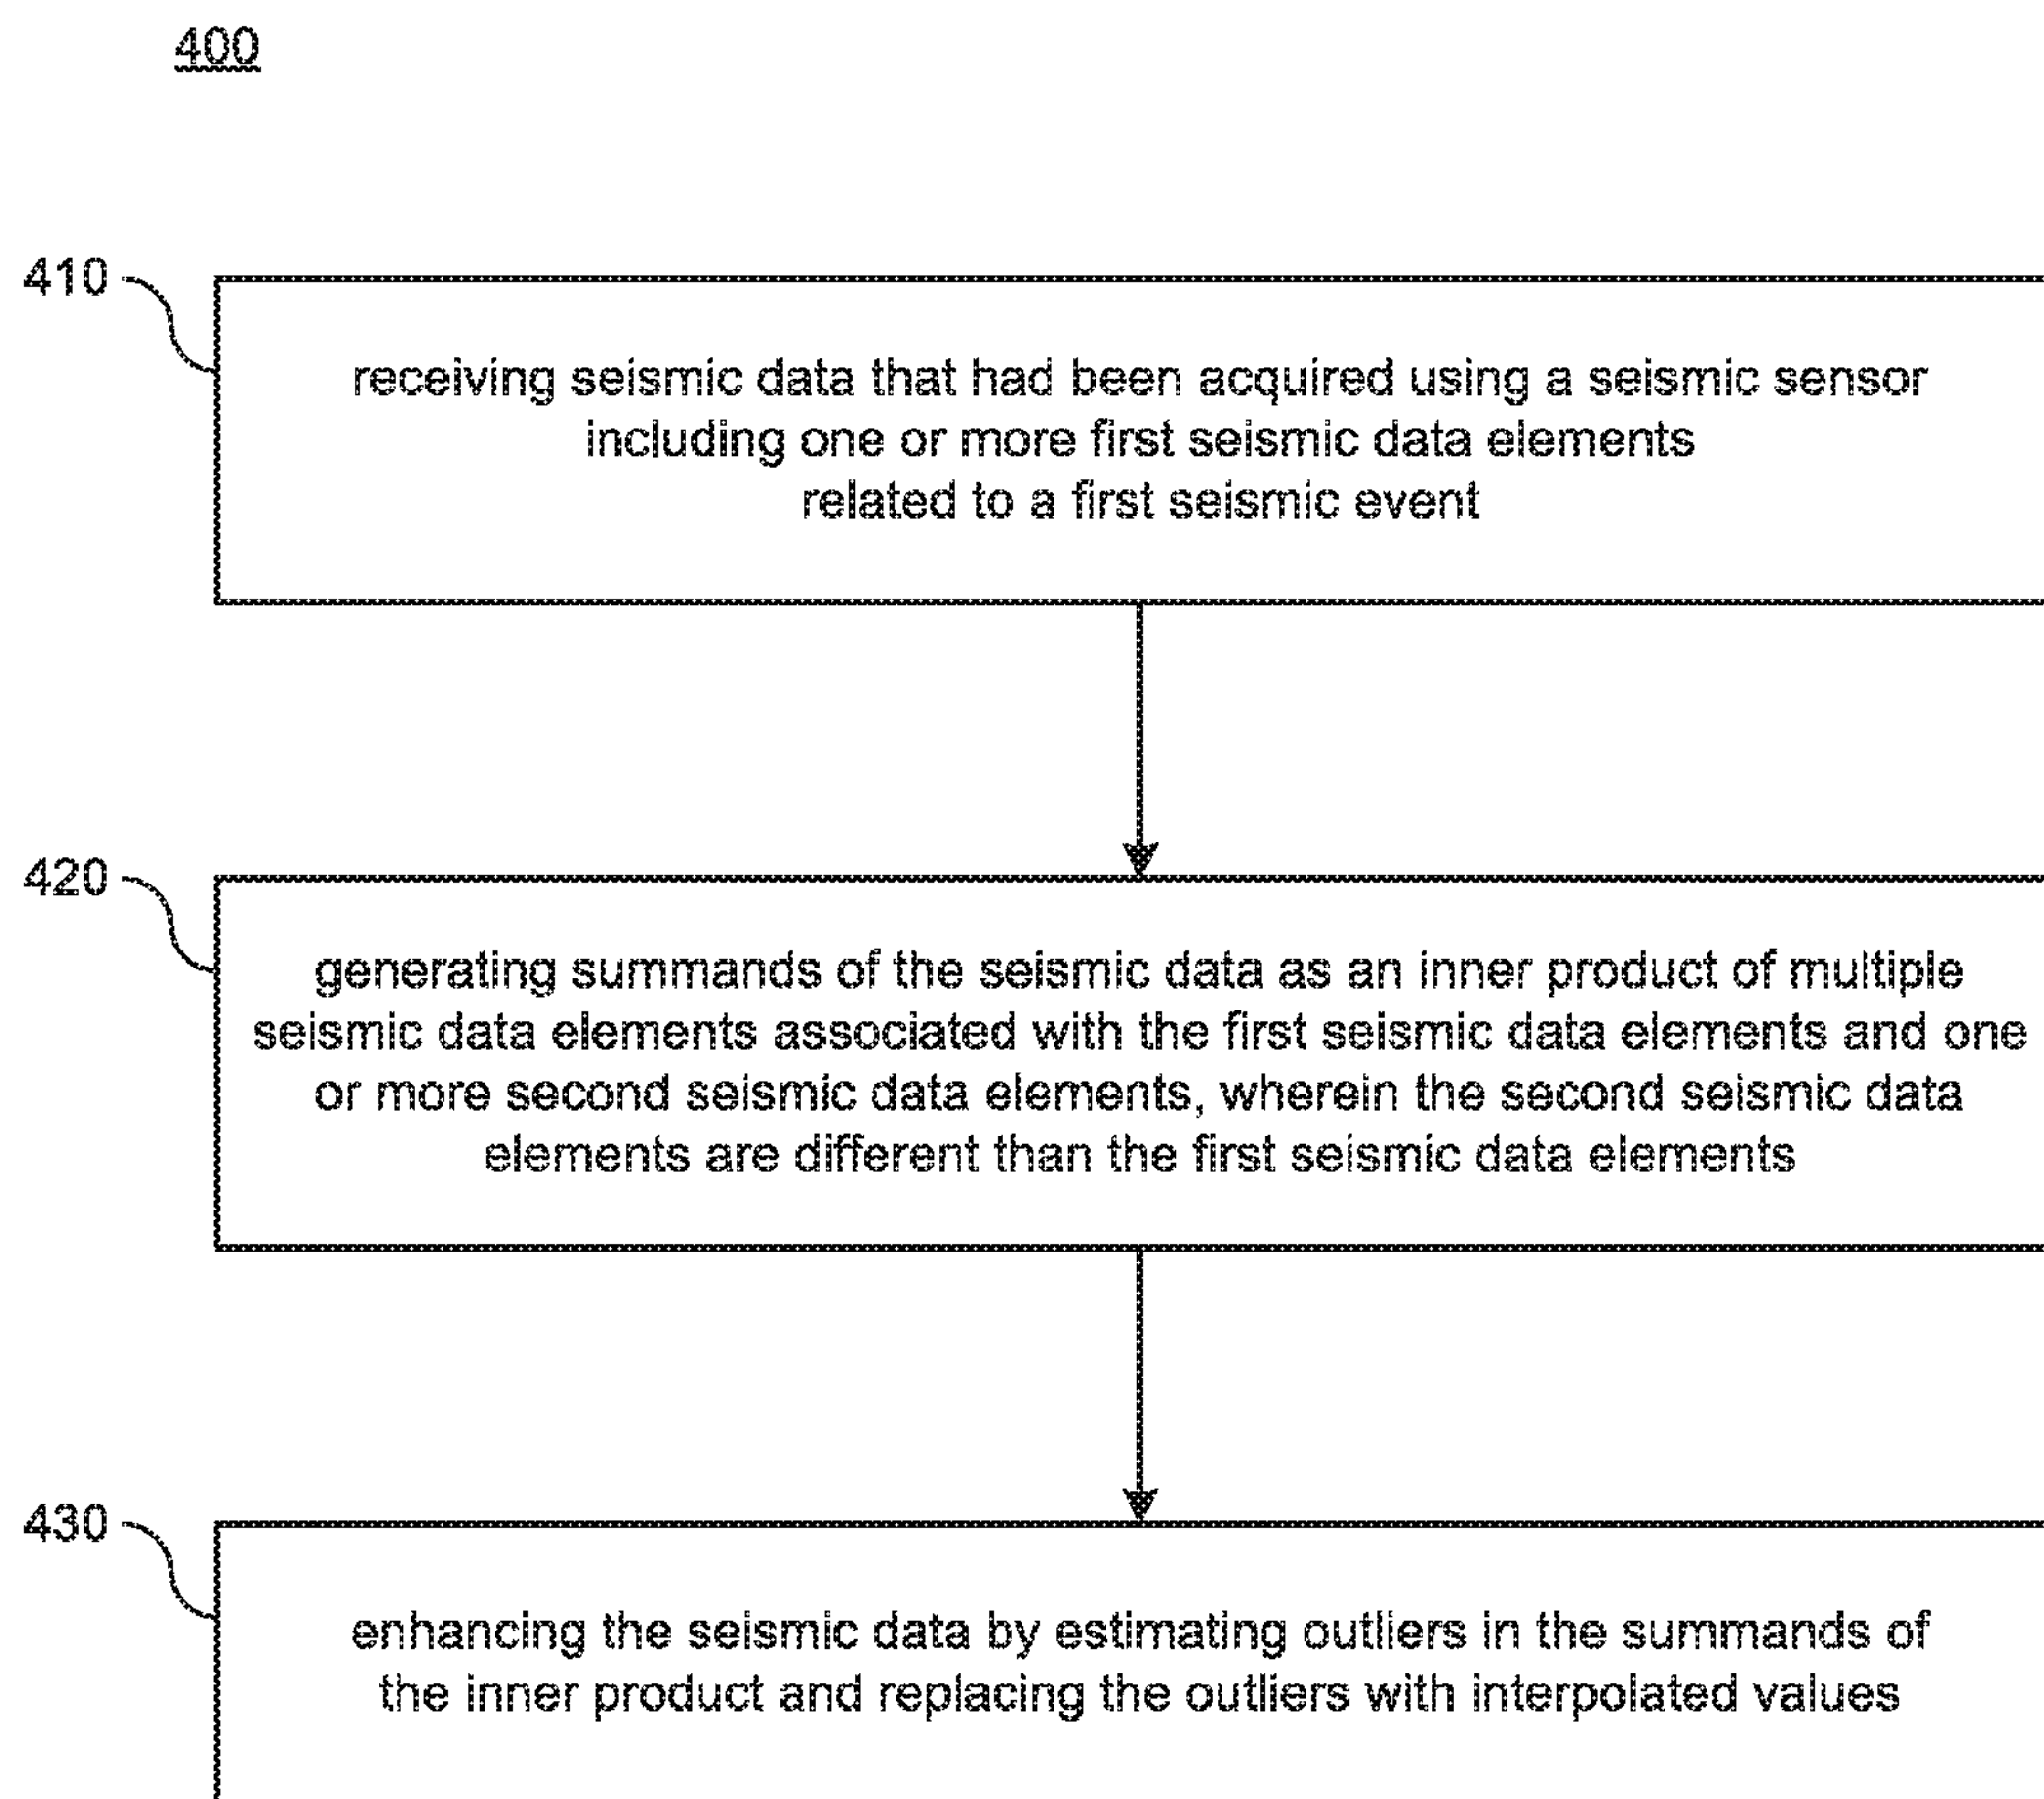 400
410
receiving seismic data that had been acquired using a seismic sensor
including one or more first seismic data elements
related to a first seismic event
420
generating summands of the seismic data as an inner product of multiple
seismic data elements associated with the first seismic data elements and one
or more second seismic data elements, wherein the second seismic data
elements are different than the first seismic data elements
430
enhancing the seismic data by estimating outliers in the summands of
the inner product and replacing the outliers with interpolated values